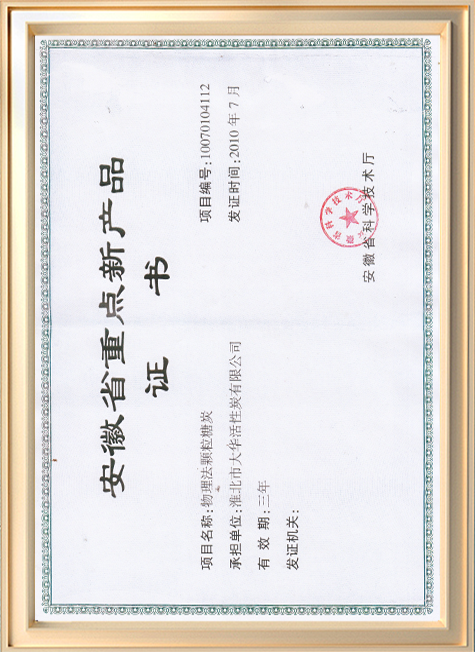 安徽省重点新产品
证书
项目名称:物理法颗粒糖炭
项目编号:10070104112
承担单位:淮北市大华活性炭有限公司
发证时间:2010年7月
有效期:三年
发证机关:
安徽省科学技术厅